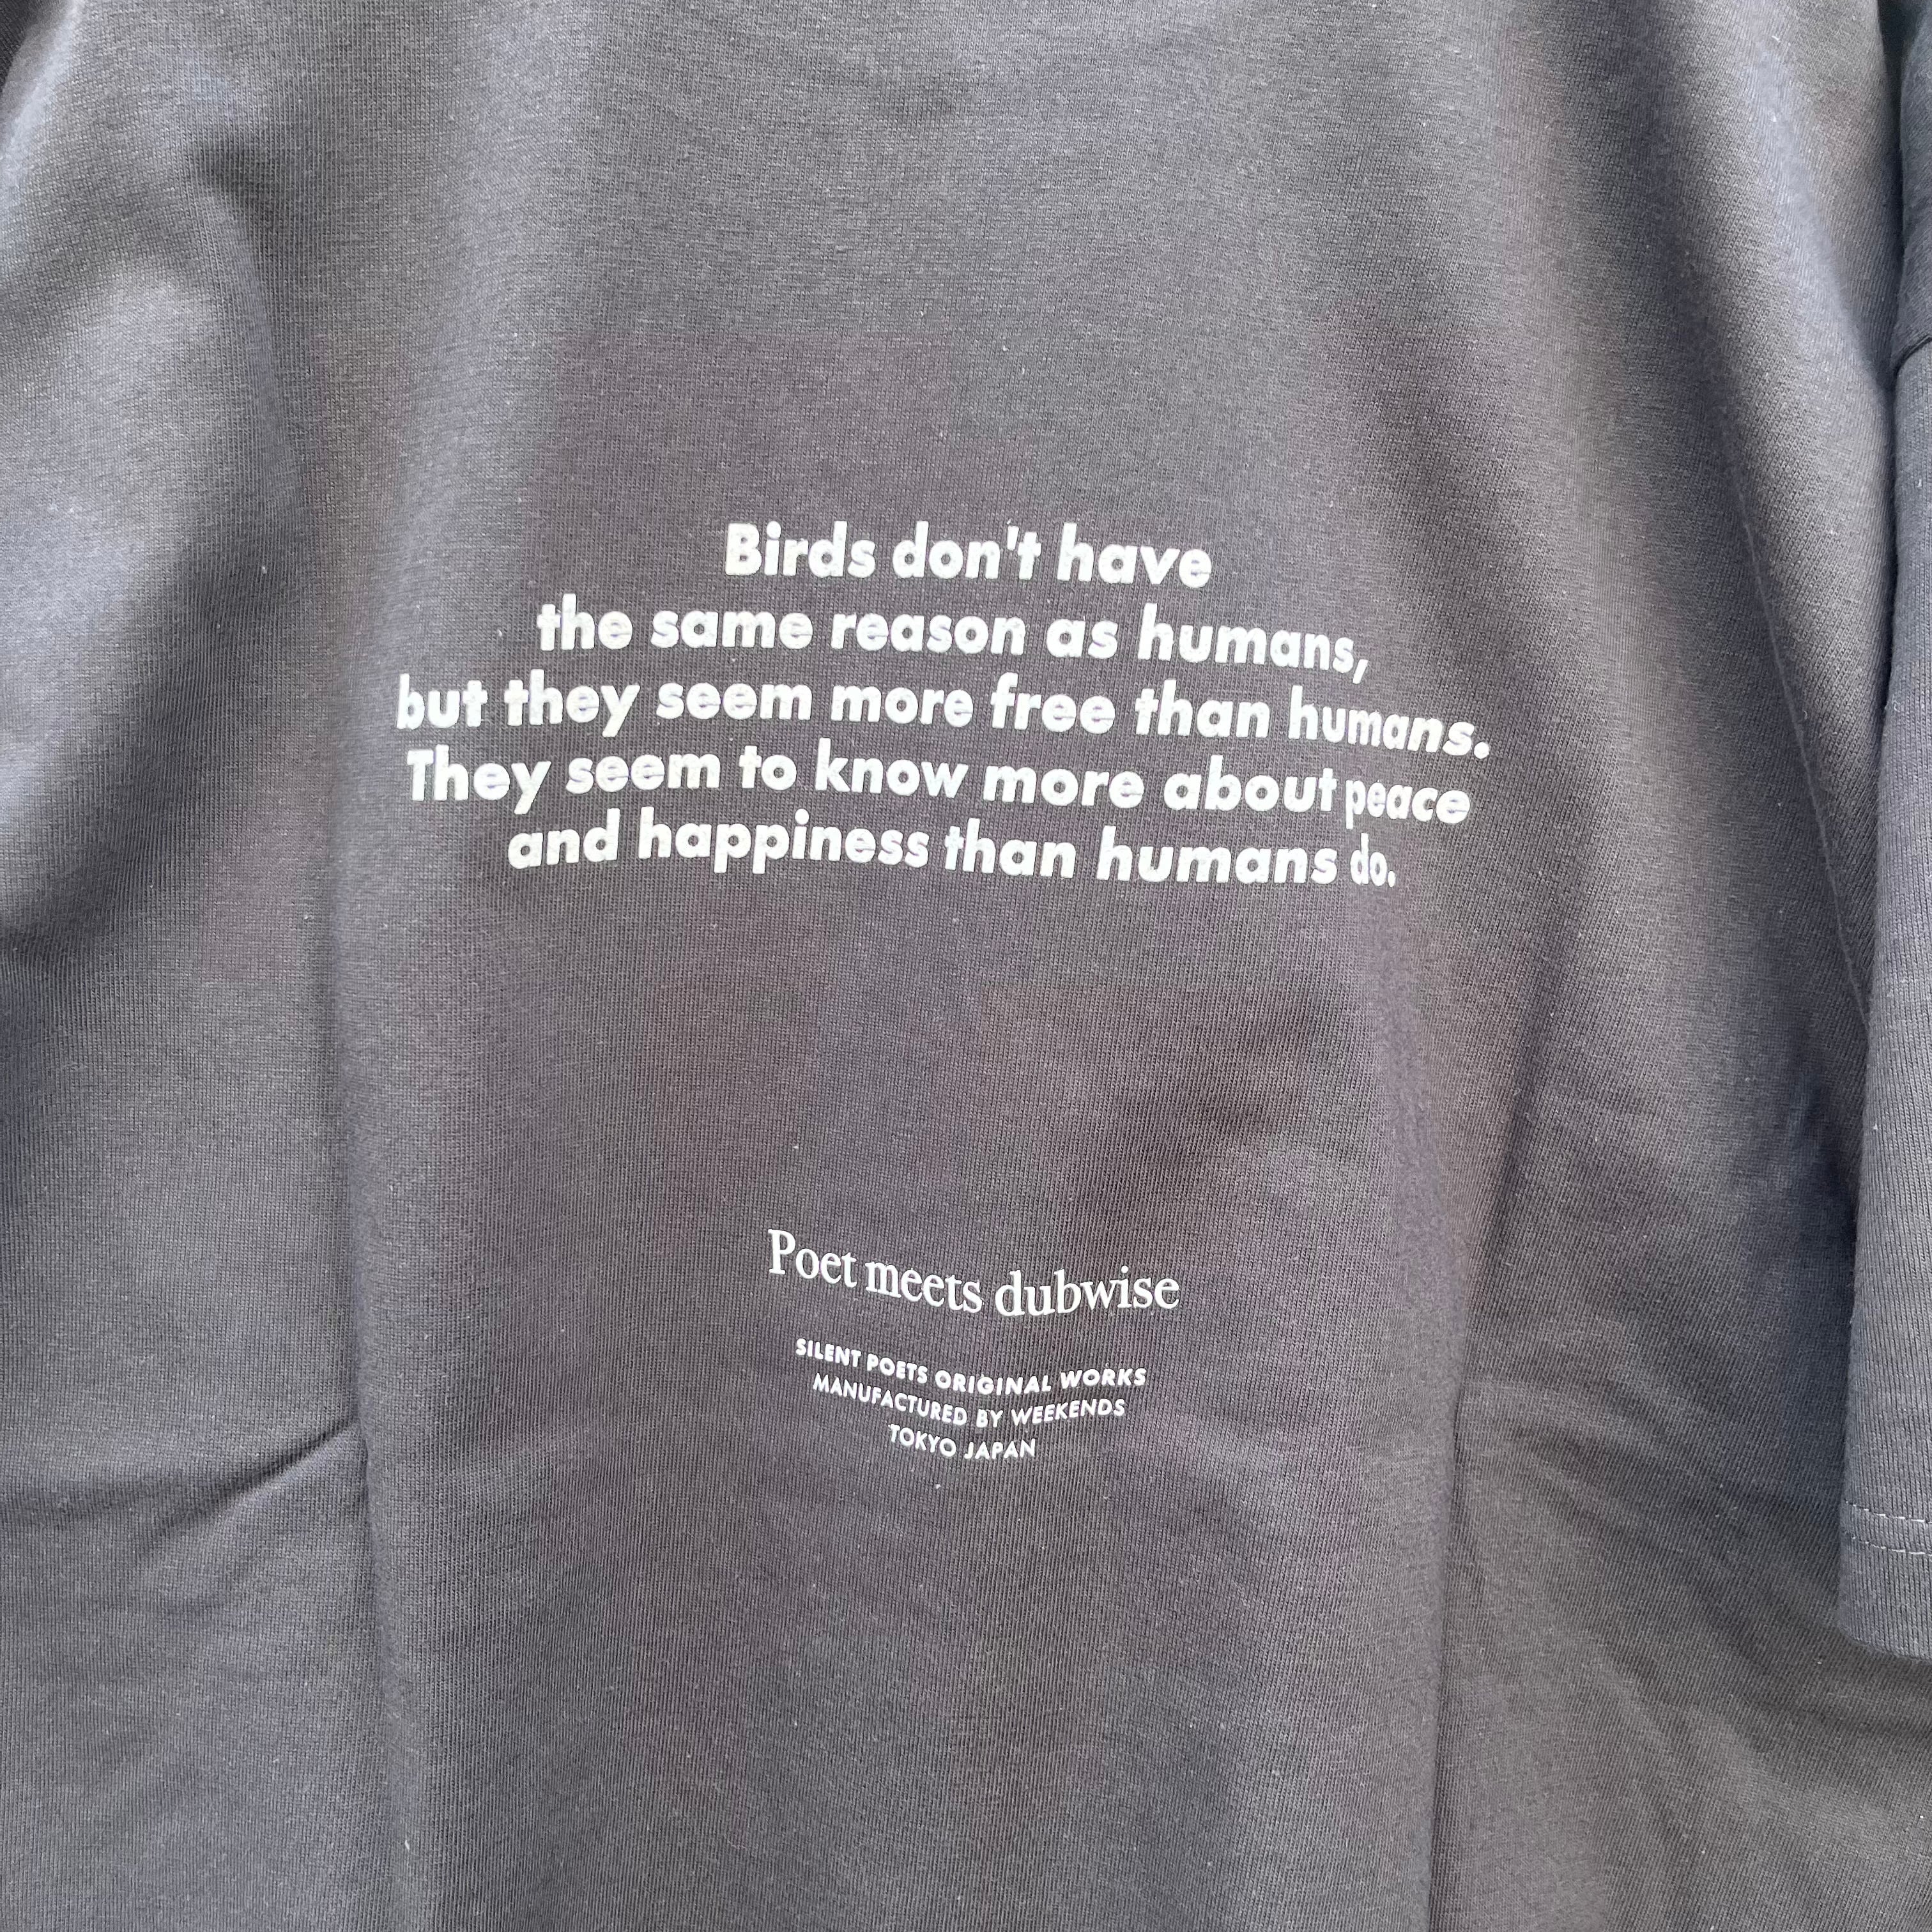 Birds don't have
the same reason as humans,
but they seem more free than humans.
They seem to know more about peace
and happiness than humans do.
Poet meets dubwise
SILENT POETS ORIGINAL WORKS
MANUFACTURED BY WEEKENDS
TOKYO JAPAN